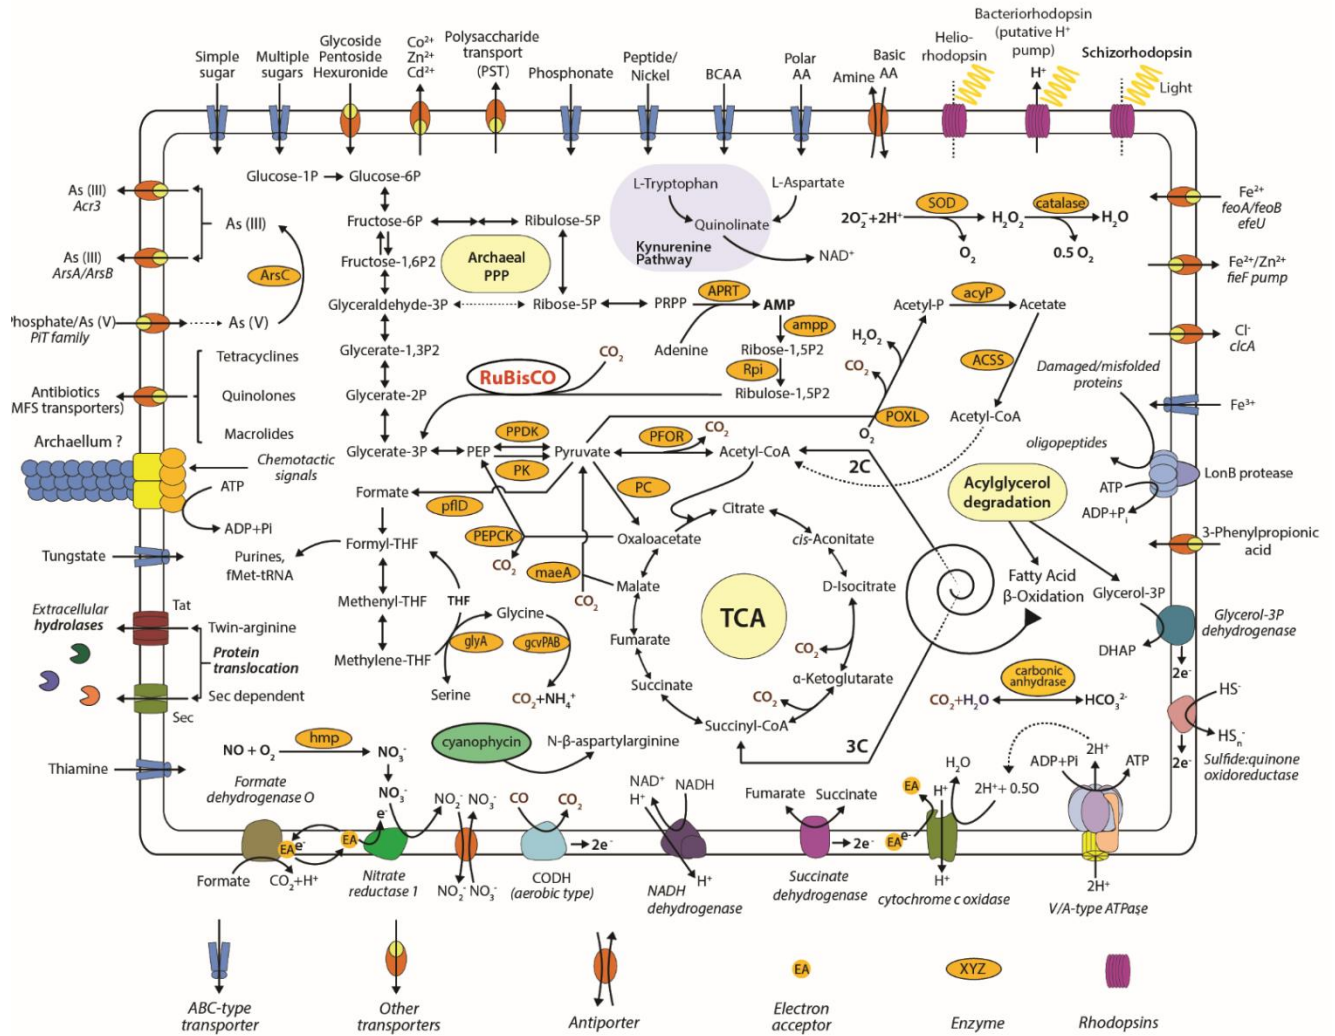 Simple
sugar
Multiple
sugars
Glycoside
Pentoside
Hexuronide
Co²⁺
Zn²⁺
Cd²⁺
Polysaccharide
transport
(PST)
Phosphonate
Peptide/
Nickel
BCAA
Polar
AA
Amine
Basic
AA
Helio-
rhodopsin
Bacteriorhodopsin
(putative H⁺
pump)
H⁺
Schizorhodopsin
Light
As (III)
Acr3
As (III)
ArsA/ArsB
As (III)
ArsC
Phosphate/As (V)
PiT family
As (V)
Antibiotics
MFS transporters)
Tetracyclines
Quinolones
Macrolides
Archaellum ?
Chemotactic
signals
ATP
ADP+Pi
Tungstate
Extracellular
hydrolases
Tat
Twin-arginine
Protein
translocation
Sec dependent
Sec
Thiamine
Glucose-1P
Glucose-6P
Fructose-6P
Ribulose-5P
Archaeal
PPP
Fructose-1,6P2
Glyceraldehyde-3P
Ribose-5P
PRPP
APRT
AMP
Adenine
ampp
Ribose-1,5P2
Rpi
Ribulose-1,5P2
Glycerate-1,3P2
CO₂
RuBisCO
Glycerate-2P
Glycerate-3P
PEP
PPDK
PK
Pyruvate
PFOR
CO₂
Acetyl-CoA
L-Tryptophan
L-Aspartate
Quinolinate
Kynurenine
Pathway
NAD⁺
2O₂⁻+2H⁺
SOD
O₂
H₂O₂
catalase
0.5 O₂
H₂O
Acetyl-P
acyP
Acetate
ACSS
Acetyl-CoA
H₂O₂
CO₂
O₂
POXL
2C
Formate
pflD
PC
PEPCK
CO₂
Oxaloacetate
maeA
CO₂
Malate
Fumarate
Succinate
Succinyl-CoA
CO₂
α-Ketoglutarate
CO₂
D-Isocitrate
cis-Aconitate
Citrate
TCA
3C
Purines,
fMet-tRNA
Formyl-THF
Methenyl-THF
Methylene-THF
THF
Glycine
glyA
gcvPAB
Serine
CO₂+NH₄⁺
cyanophycin
N-β-aspartylarginine
NO + O₂
hmp
NO₃⁻
NO₃⁻
Acylglycerol
degradation
Fatty Acid
β-Oxidation
Glycerol-3P
DHAP
Glycerol-3P
dehydrogenase
2e⁻
carbonic
anhydrase
CO₂+H₂O
HCO₃²⁻
HS⁻
HSₙ⁻
2e⁻
Sulfide:quinone
oxidoreductase
Fe²⁺
feoA/feoB
efeU
Fe²⁺/Zn²⁺
fieF pump
Cl⁻
clcA
Fe³⁺
Damaged/misfolded
proteins
oligopeptides
ATP
ADP+Pᵢ
LonB protease
3-Phenylpropionic
acid
Formate
dehydrogenase O
EA
e⁻
Formate
CO₂+H⁺
EA
e⁻
Nitrate
reductase 1
NO₂⁻
NO₃⁻
NO₂⁻
NO₃⁻
CO
CO₂
2e⁻
CODH
(aerobic type)
NAD⁺
H⁺
NADH
H⁺
NADH
dehydrogenase
Fumarate
Succinate
2e⁻
Succinate
dehydrogenase
EA
EA
e⁻
H⁺
H₂O
2H⁺+ 0.5O
H⁺
cytochrome c oxidase
ADP+Pi
2H⁺
ATP
2H⁺
V/A-type ATPase
ABC-type
transporter
Other
transporters
Antiporter
EA
Electron
acceptor
XYZ
Enzyme
Rhodopsins